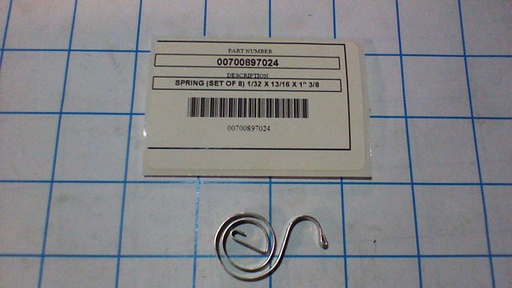 PART NUMBER
00700897024
DESCRIPTION
SPRING (SET OF 8) 1/32 X 13/16 X 1" 3/8
00700897024